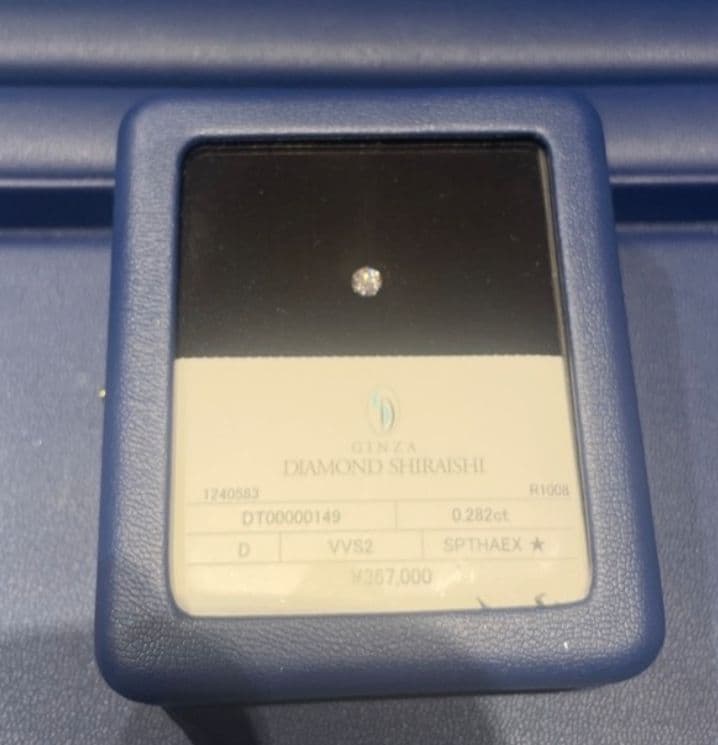 GINZA
DIAMOND SHIRAISHI
1240583 R1008
DT00000149 0.282ct
D VVS2 SPTHAEX ★
¥367,000